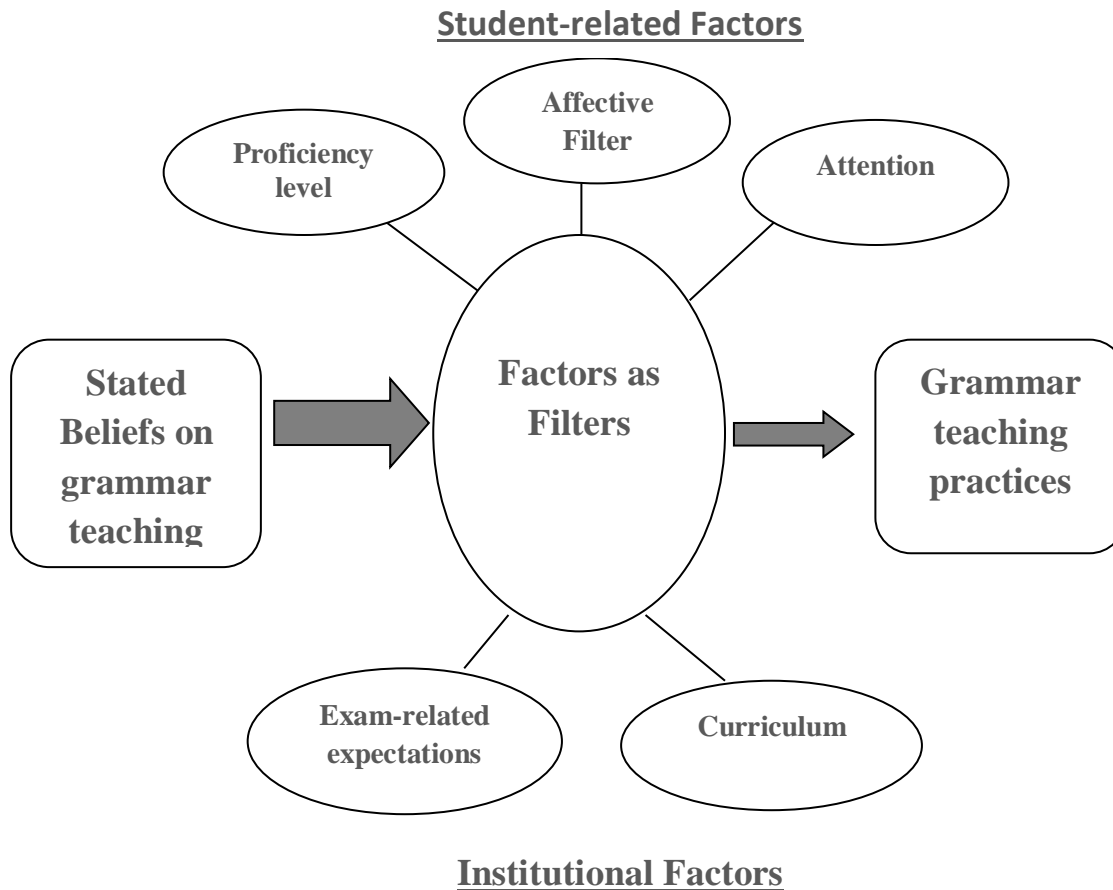 Student-related Factors
Affective
Filter
Proficiency
level
Attention
Stated
Beliefs on
grammar
teaching
Factors as
Filters
Grammar
teaching
practices
Exam-related
expectations
Curriculum
Institutional Factors